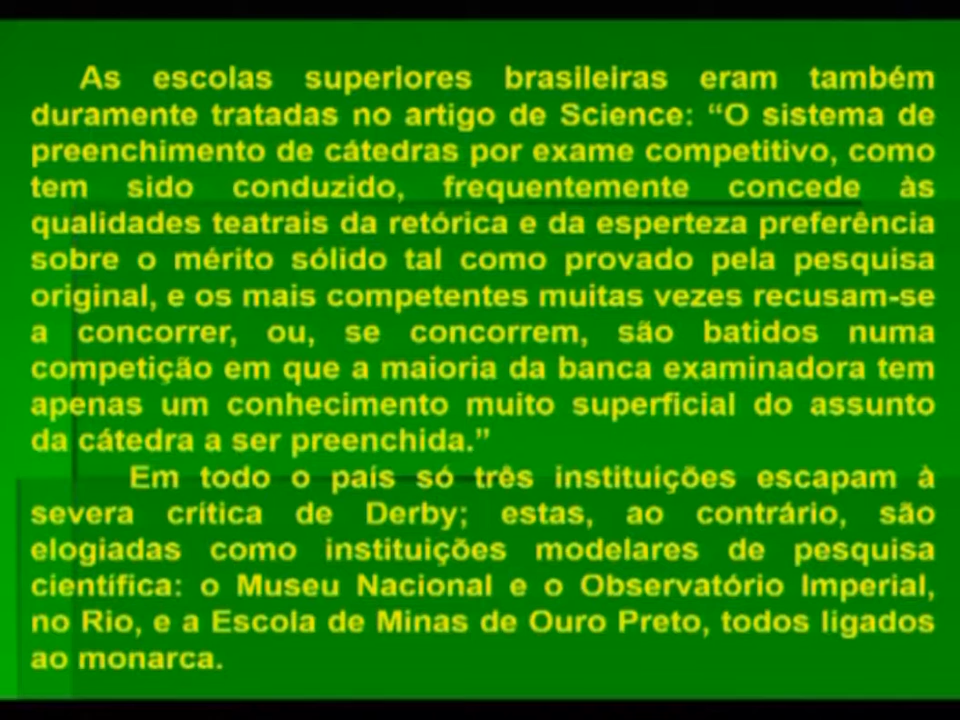 As escolas superiores brasileiras eram também
duramente tratadas no artigo de Science: “O sistema de
preenchimento de cátedras por exame competitivo, como
tem sido conduzido, frequentemente concede às
qualidades teatrais da retórica e da esperteza preferência
sobre o mérito sólido tal como provado pela pesquisa
original, e os mais competentes muitas vezes recusam-se
a concorrer, ou, se concorrem, são batidos numa
competição em que a maioria da banca examinadora tem
apenas um conhecimento muito superficial do assunto
da cátedra a ser preenchida.”
Em todo o país só três instituições escapam à
severa crítica de Derby; estas, ao contrário, são
elogiadas como instituições modelares de pesquisa
científica: o Museu Nacional e o Observatório Imperial,
no Rio, e a Escola de Minas de Ouro Preto, todos ligados
ao monarca.